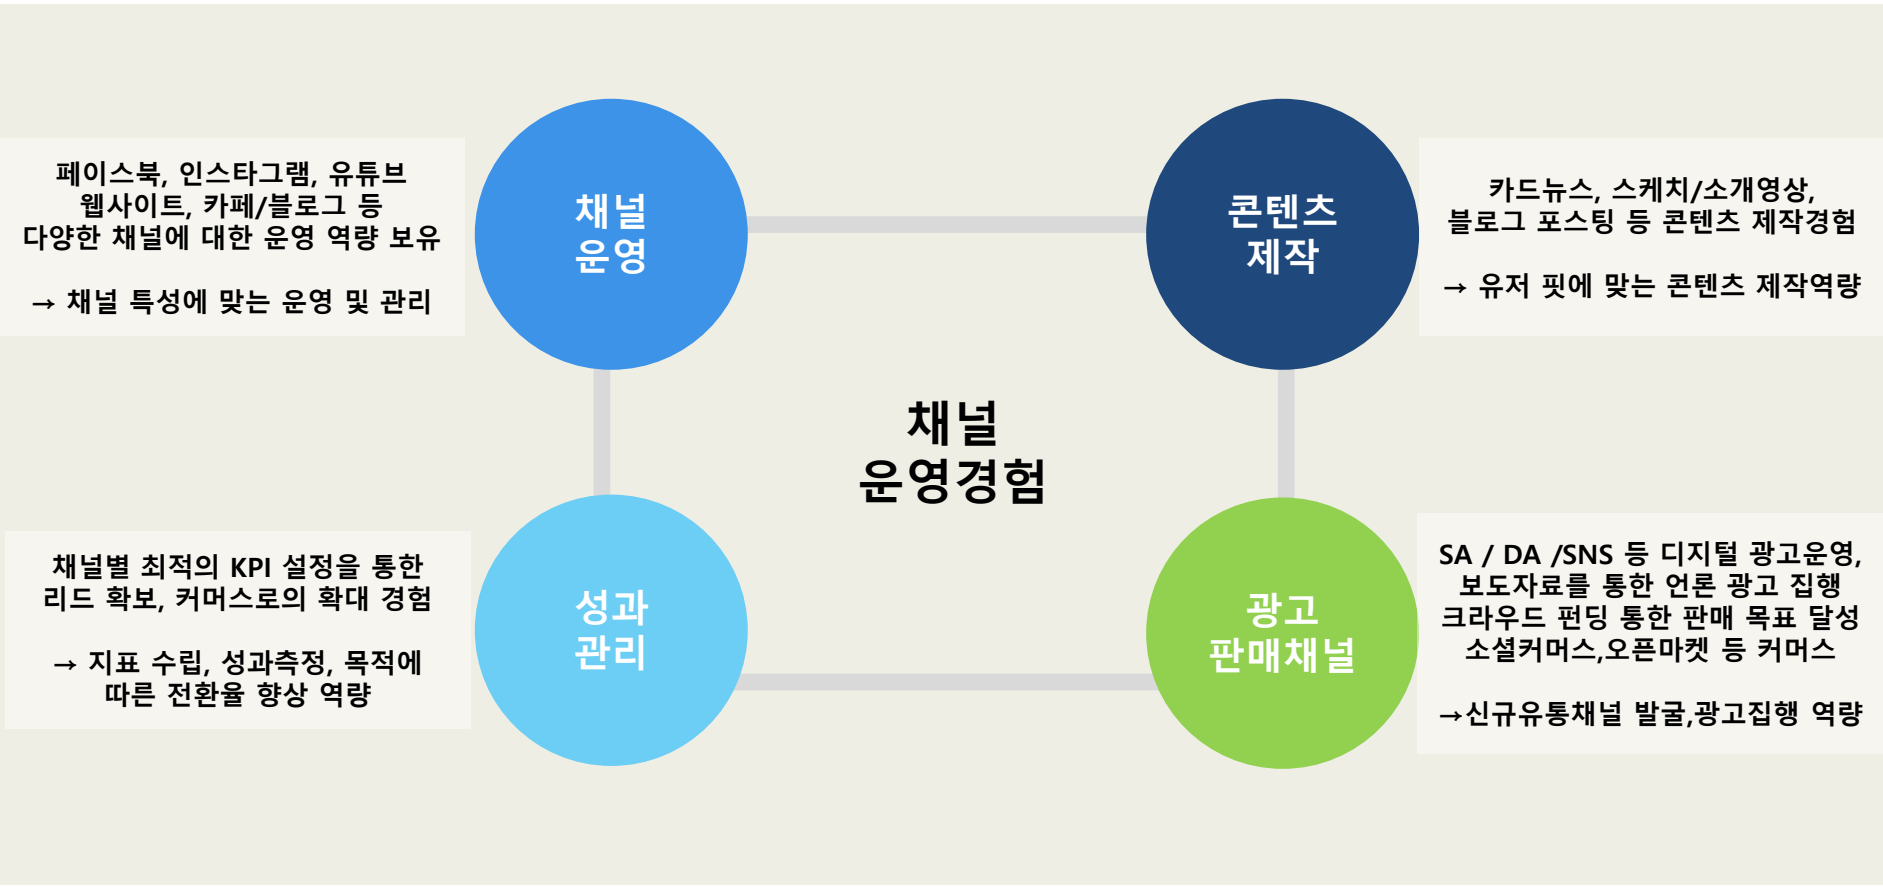 페이스북, 인스타그램, 유튜브
웹사이트, 카페/블로그 등
다양한 채널에 대한 운영 역량 보유
→ 채널 특성에 맞는 운영 및 관리
채널
운영
콘텐츠
제작
카드뉴스, 스케치/소개영상,
블로그 포스팅 등 콘텐츠 제작경험
→ 유저 핏에 맞는 콘텐츠 제작역량
채널
운영경험
채널별 최적의 KPI 설정을 통한
리드 확보, 커머스로의 확대 경험
→ 지표 수립, 성과측정, 목적에
따른 전환율 향상 역량
성과
관리
광고
판매채널
SA / DA /SNS 등 디지털 광고운영,
보도자료를 통한 언론 광고 집행
크라우드 펀딩 통한 판매 목표 달성
소셜커머스,오픈마켓 등 커머스
→신규유통채널 발굴,광고집행 역량